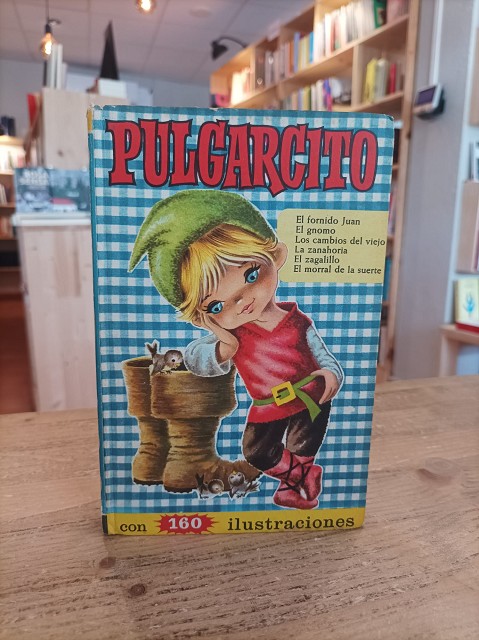 PULGARCITO
El fornido Juan
El gnomo
Los cambios del viejo
La zanahoria
El zagalillo
El morral de la suerte
con 160 ilustraciones